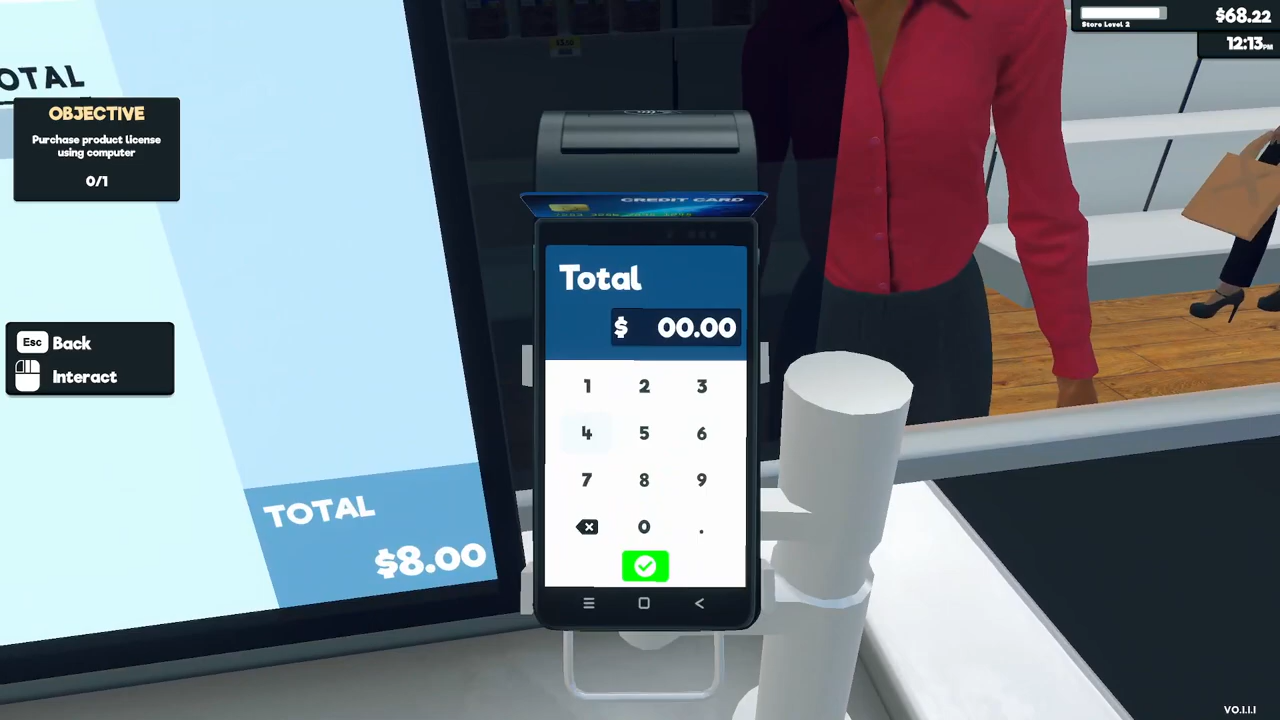 OTAL
OBJECTIVE
Purchase product license
using computer
0/1
Esc Back
Interact
TOTAL
$8.00
CREDIT CARD
Total
$ 00.00
1 2 3
4 5 6
7 8 9
0 .
Store Level 2
$68.22
12:13PM
V0.1.1.1